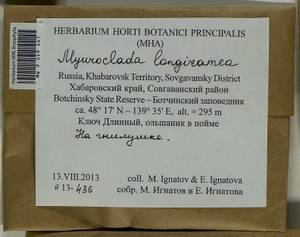 HERBARIUM HORTI BOTANICI PRINCIPALIS
(MHA)
Myuroclada longiramea
Russia, Khabarovsk Territory, Sovgavansky District
Хабаровский край, Совгаванский район
Botchinsky State Reserve – Ботчинский заповедник
ca. 48° 17' N – 139° 35' E, alt. = 295 m
Ключ Длинный, ольшаник в пойме
На гнилушке.
13.VIII.2013 coll. M. Ignatov & E. Ignatova
# 13-436 собр. М. Игнатов и Е. Игнатова